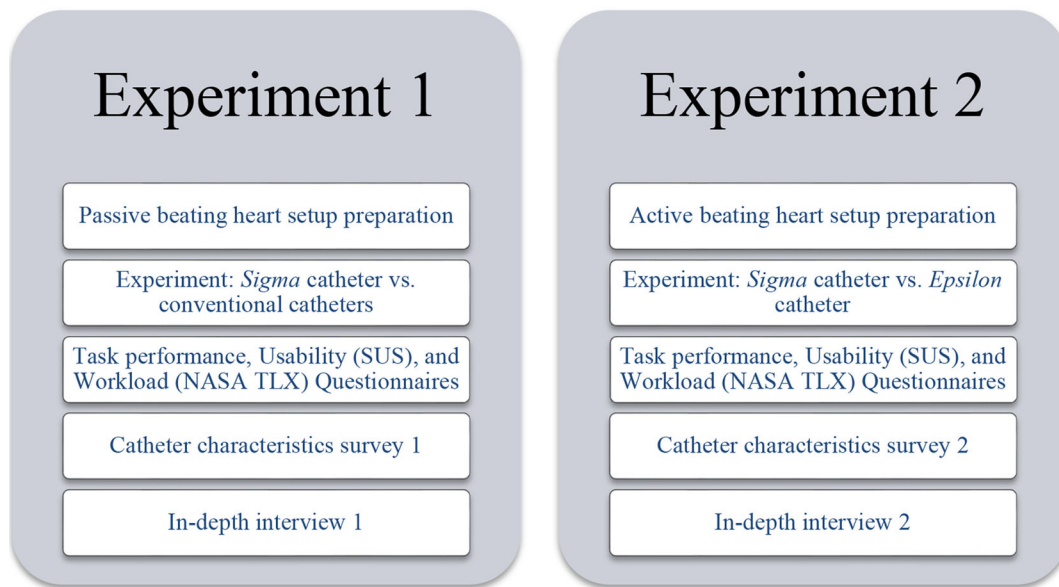 Experiment 1
Passive beating heart setup preparation
Experiment: Sigma catheter vs.
conventional catheters
Task performance, Usability (SUS), and
Workload (NASA TLX) Questionnaires
Catheter characteristics survey 1
In-depth interview 1
Experiment 2
Active beating heart setup preparation
Experiment: Sigma catheter vs. Epsilon
catheter
Task performance, Usability (SUS), and
Workload (NASA TLX) Questionnaires
Catheter characteristics survey 2
In-depth interview 2